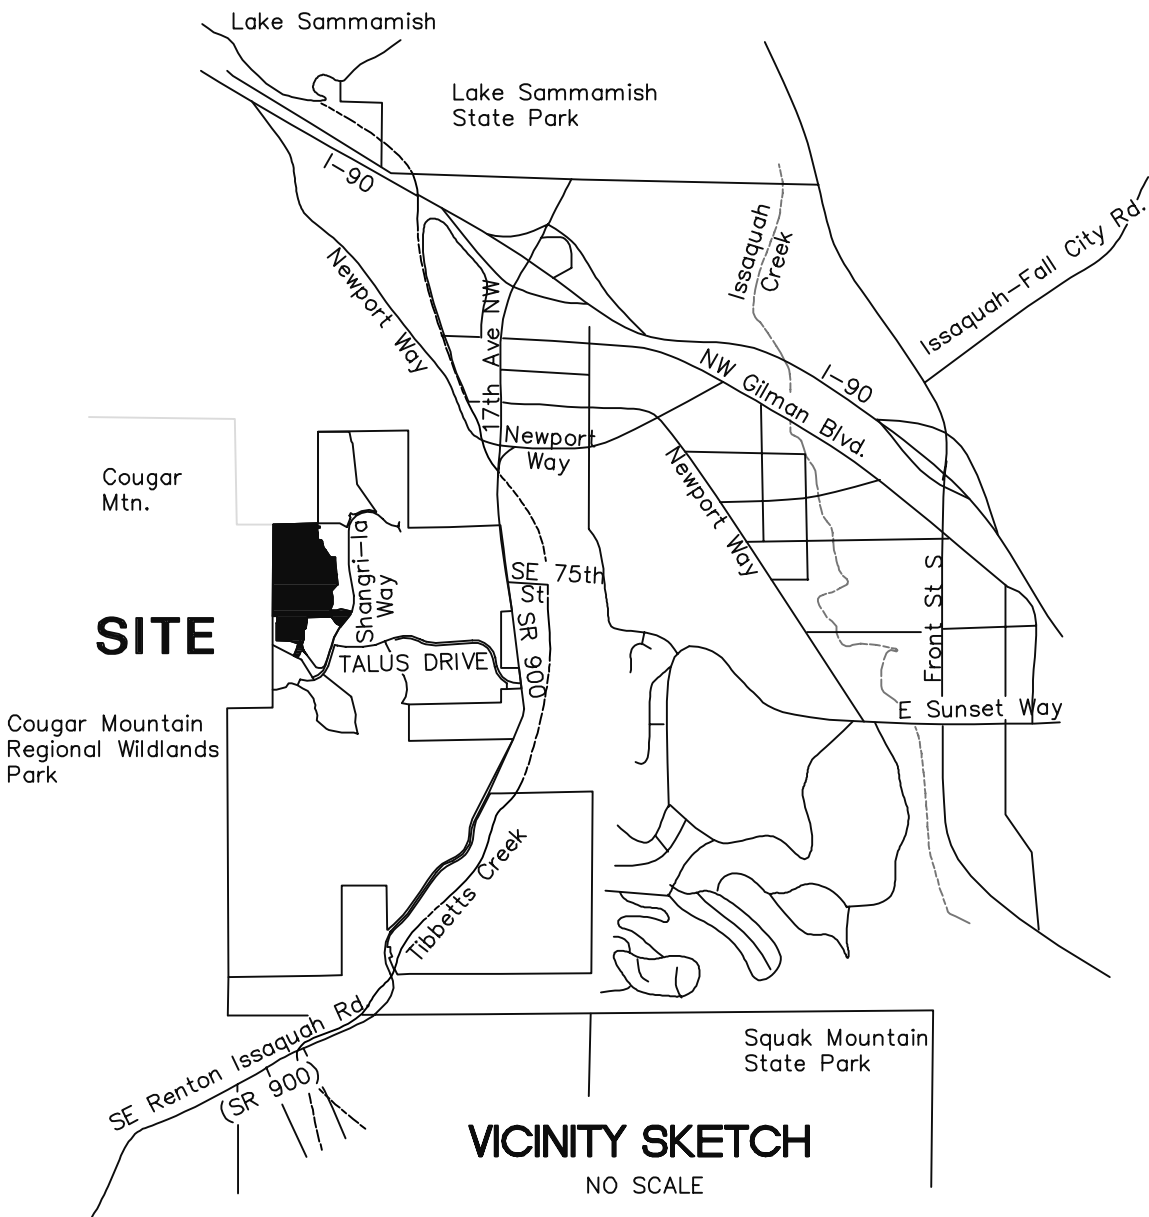 Lake Sammamish
Lake Sammamish
State Park
I-90
Issaquah
Creek
Issaquah-Fall City Rd.
Newport Way
17th Ave NW
NW Gilman Blvd.
I-90
Newport
Way
Newport Way
Cougar
Mtn.
Shangri-la
Way
SE 75th
St
SR 900
Front St S
SITE
TALUS DRIVE
E Sunset Way
Cougar Mountain
Regional Wildlands
Park
Tibbetts Creek
SE Renton Issaquah Rd.
(SR 900)
Squak Mountain
State Park
VICINITY SKETCH
NO SCALE